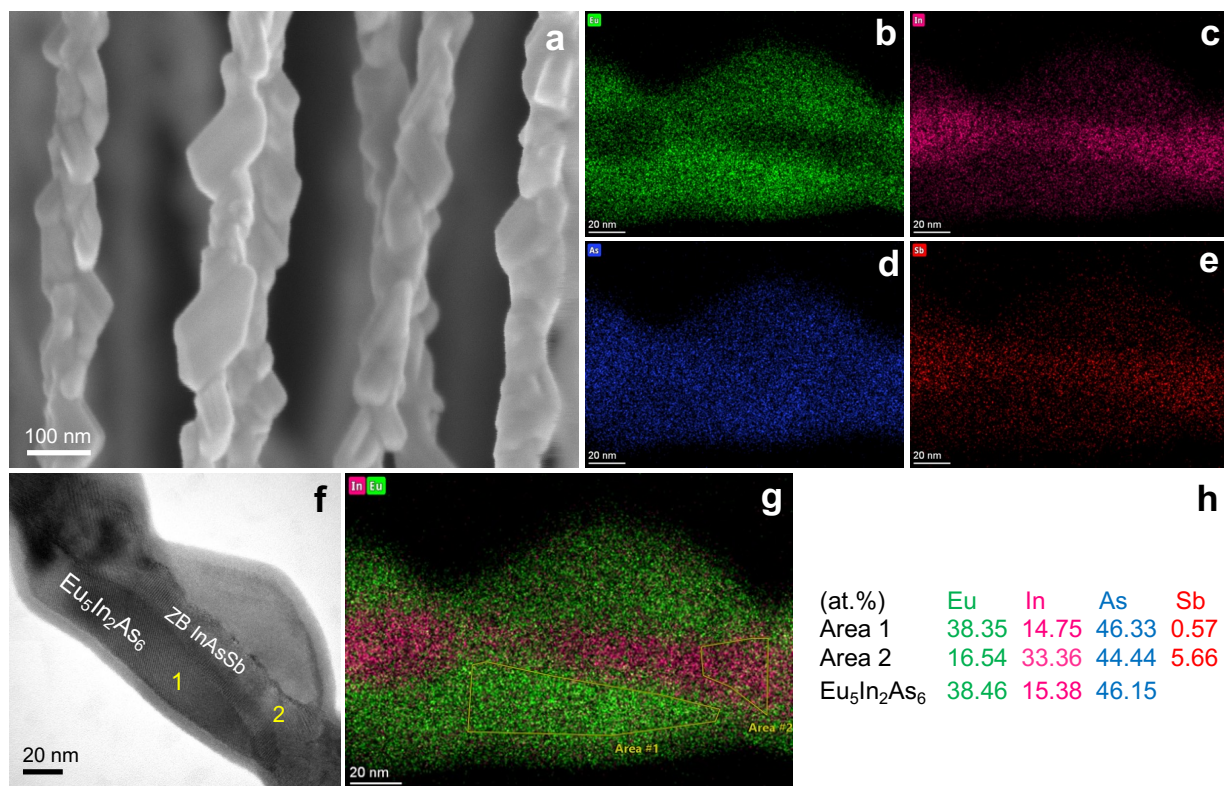 a
100 nm
Eu
b
20 nm
In
c
20 nm
As
d
20 nm
Sb
e
20 nm
f
Eu₅In₂As₆
ZB InAsSb
1
2
20 nm
In Eu
g
Area #1
Area #2
20 nm
h
(at.%) Eu In As Sb
Area 1 38.35 14.75 46.33 0.57
Area 2 16.54 33.36 44.44 5.66
Eu₅In₂As₆ 38.46 15.38 46.15